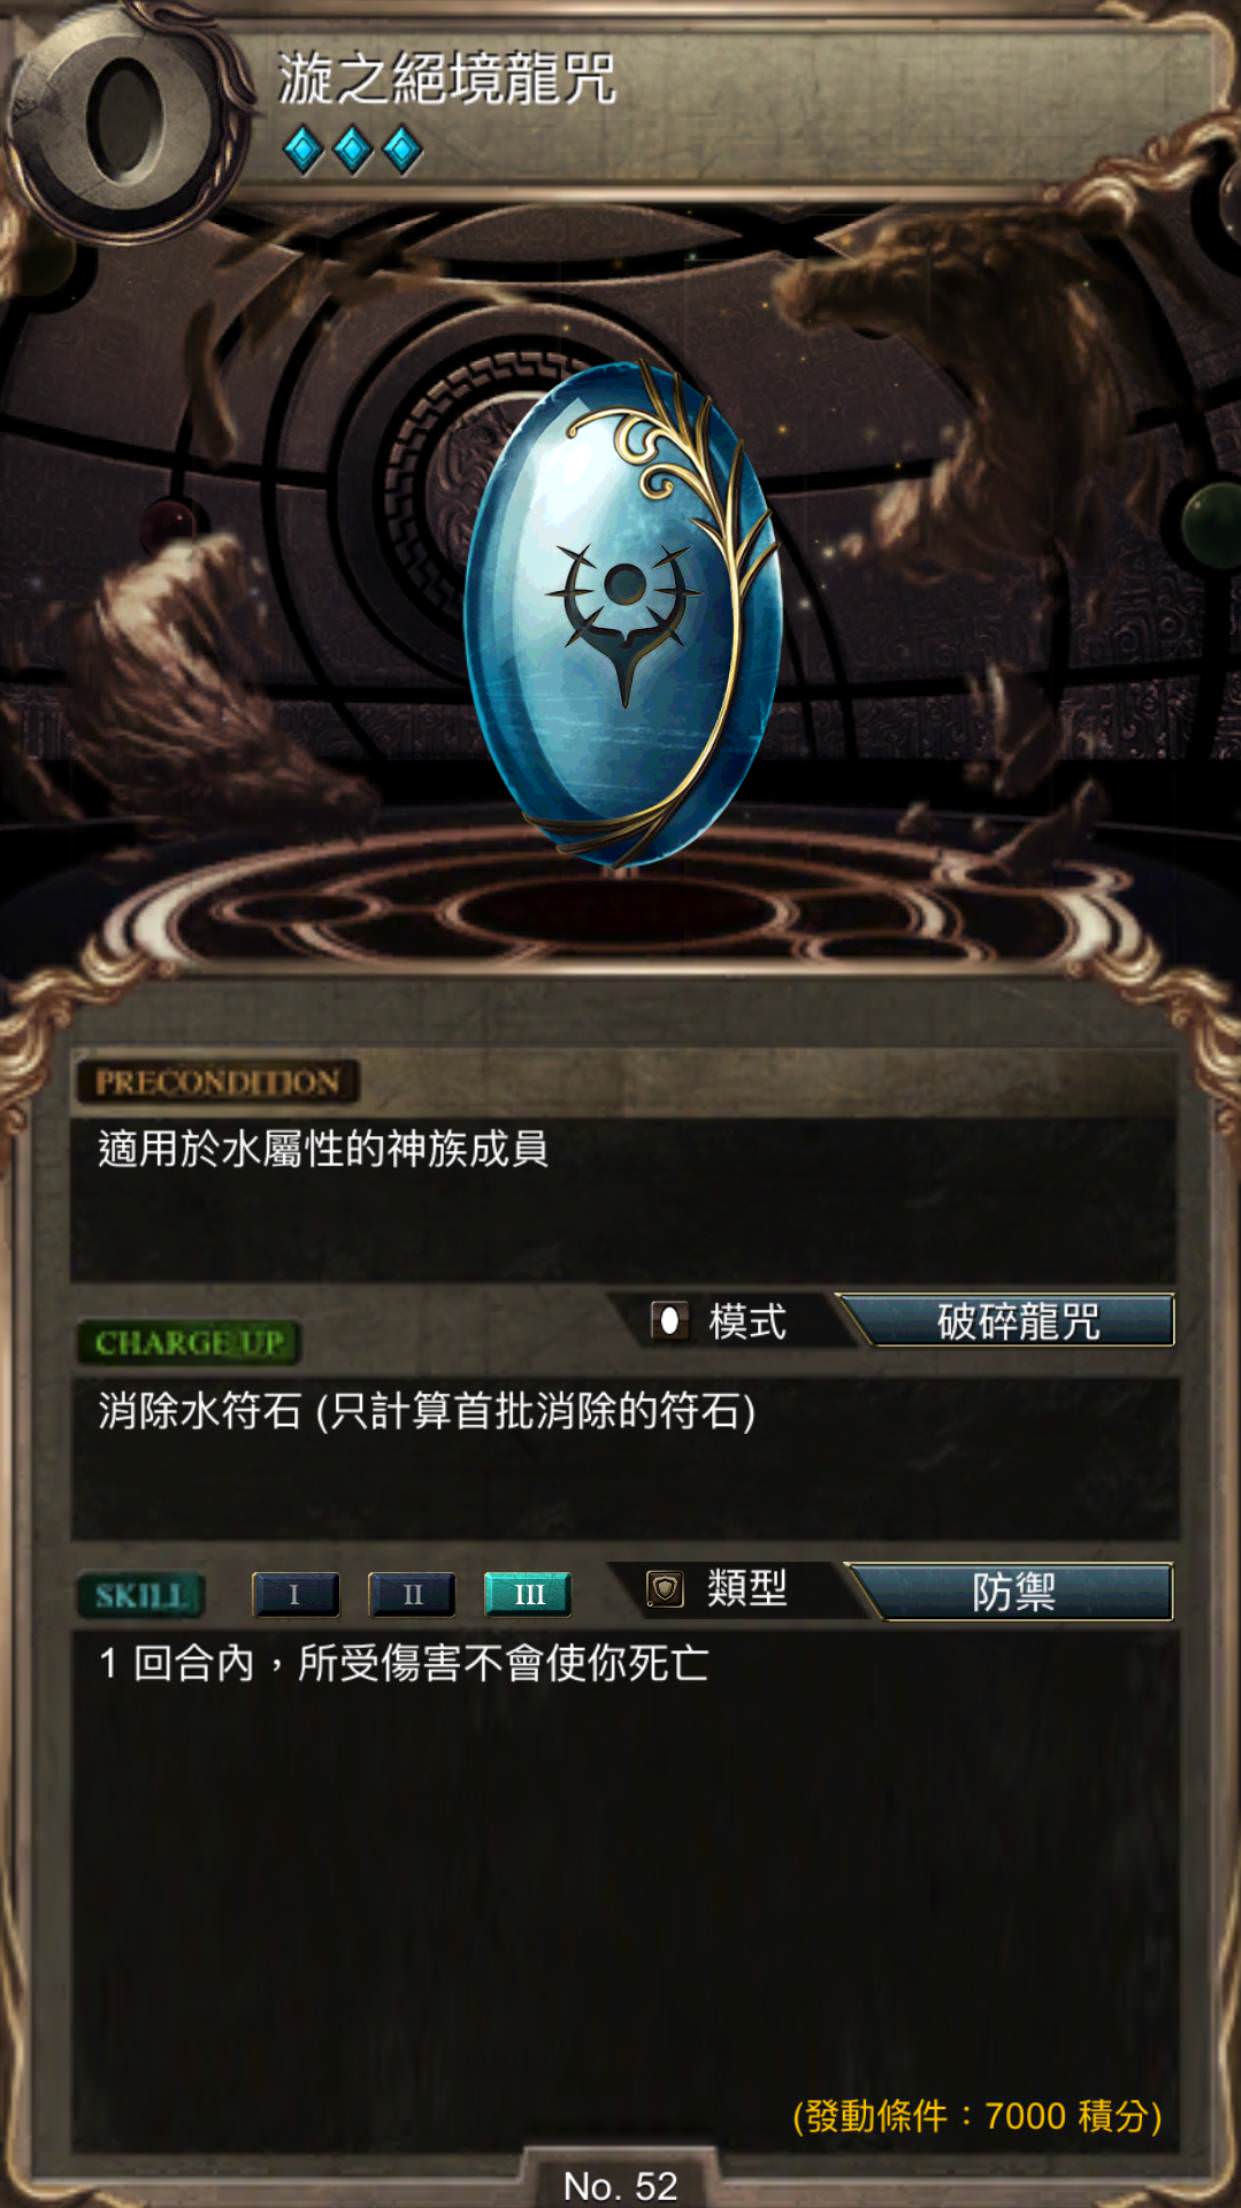 漩之絕境龍咒
PRECONDITION
適用於水屬性的神族成員
CHARGE UP
模式
破碎龍咒
消除水符石 (只計算首批消除的符石)
SKILL
I
II
III
類型
防禦
1 回合內，所受傷害不會使你死亡
(發動條件：7000 積分)
No. 52